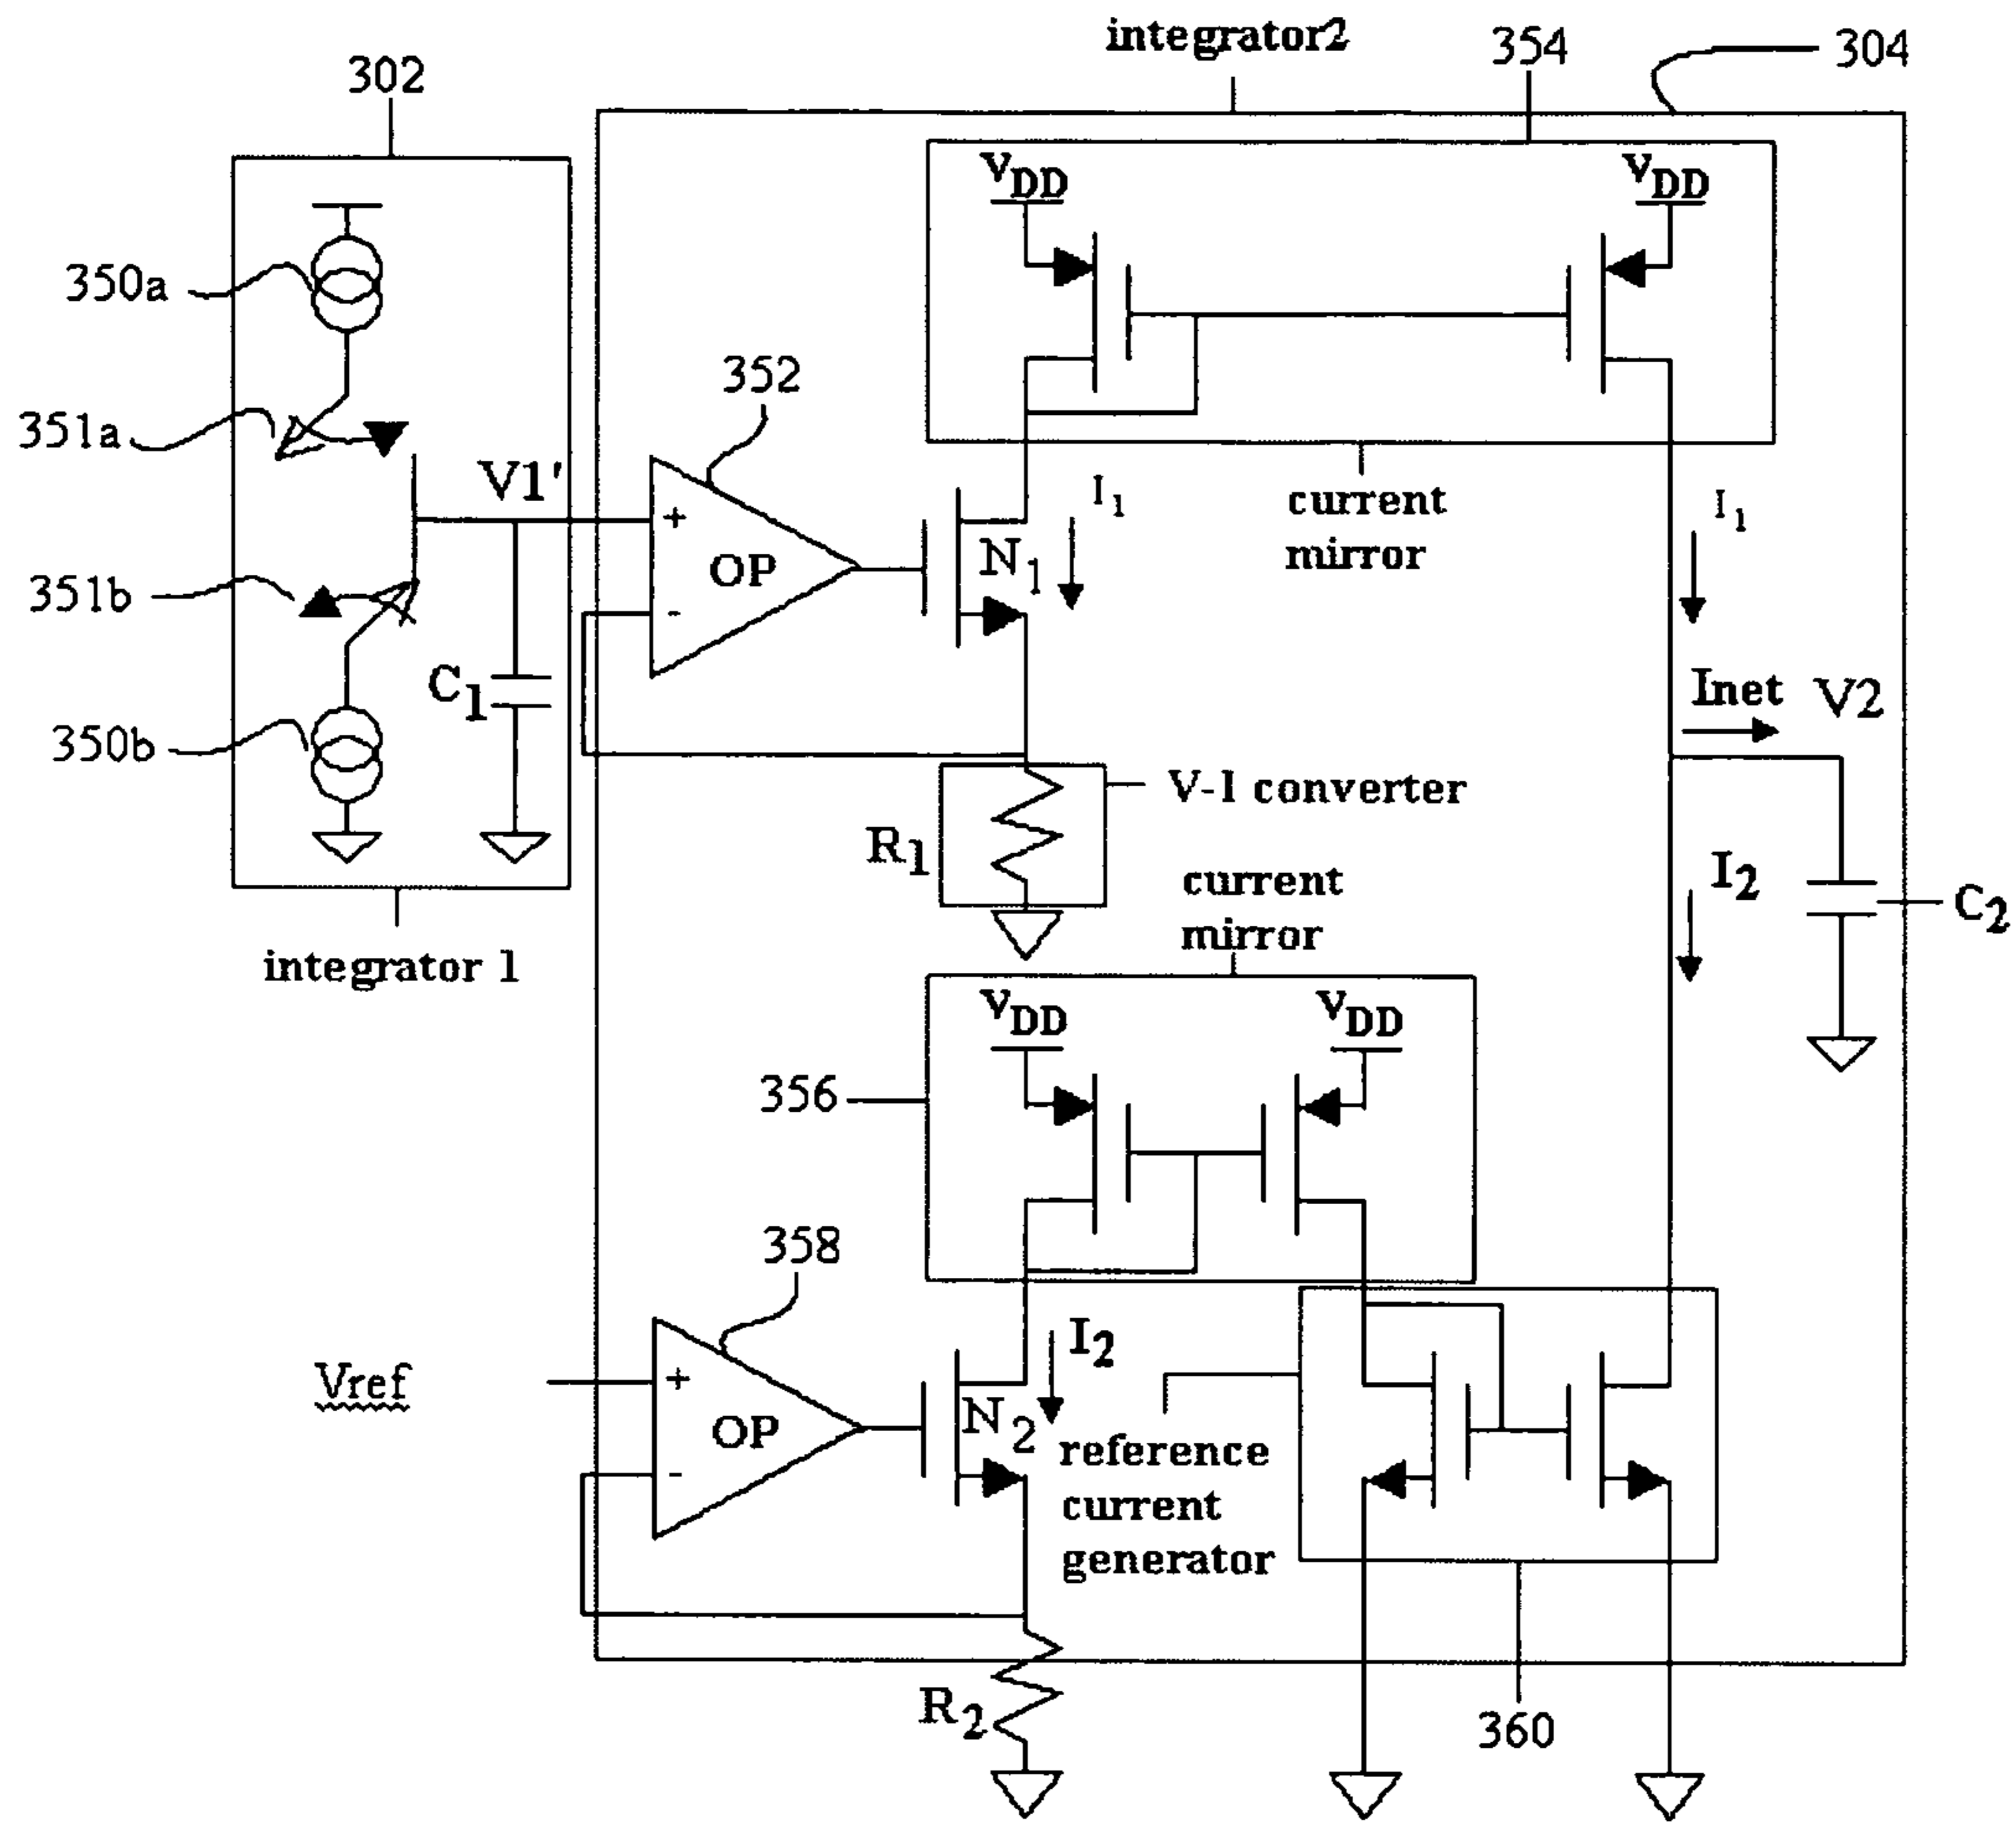 integrator2
354
304
302
VDD
VDD
350a
352
351a
V1'
I1
current
mirror
I1
+
OP
-
N1
351b
C1
Inet V2
350b
V-I converter
R1
current
mirror
I2
C2
integrator 1
VDD
VDD
356
358
I2
Vref
+
OP
-
N2
reference
current
generator
R2
360